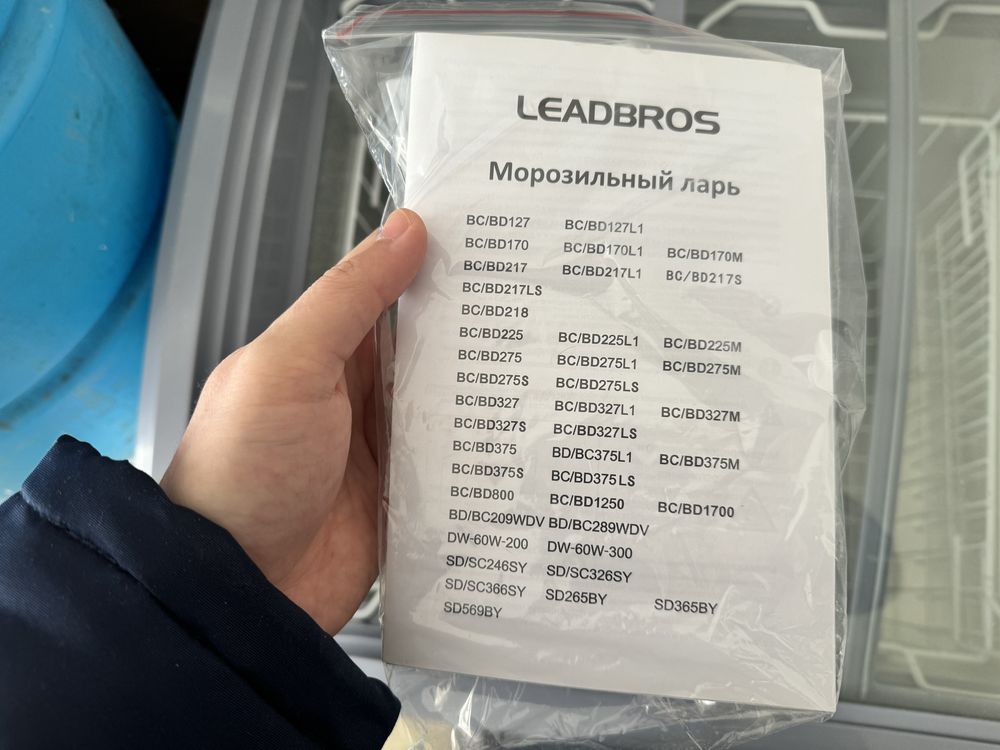 LEADBROS
Морозильный ларь
BC/BD127 BC/BD127L1
BC/BD170 BC/BD170L1 BC/BD170M
BC/BD217 BC/BD217L1 BC/BD217S
BC/BD217LS
BC/BD218
BC/BD225 BC/BD225L1 BC/BD225M
BC/BD275 BC/BD275L1 BC/BD275M
BC/BD275S BC/BD275LS
BC/BD327 BC/BD327L1 BC/BD327M
BC/BD327S BC/BD327LS
BC/BD375 BD/BC375L1 BC/BD375M
BC/BD375S BC/BD375LS
BC/BD800 BC/BD1250 BC/BD1700
BD/BC209WDV BD/BC289WDV
DW-60W-200 DW-60W-300
SD/SC246SY SD/SC326SY
SD/SC366SY SD265BY SD365BY
SD569BY